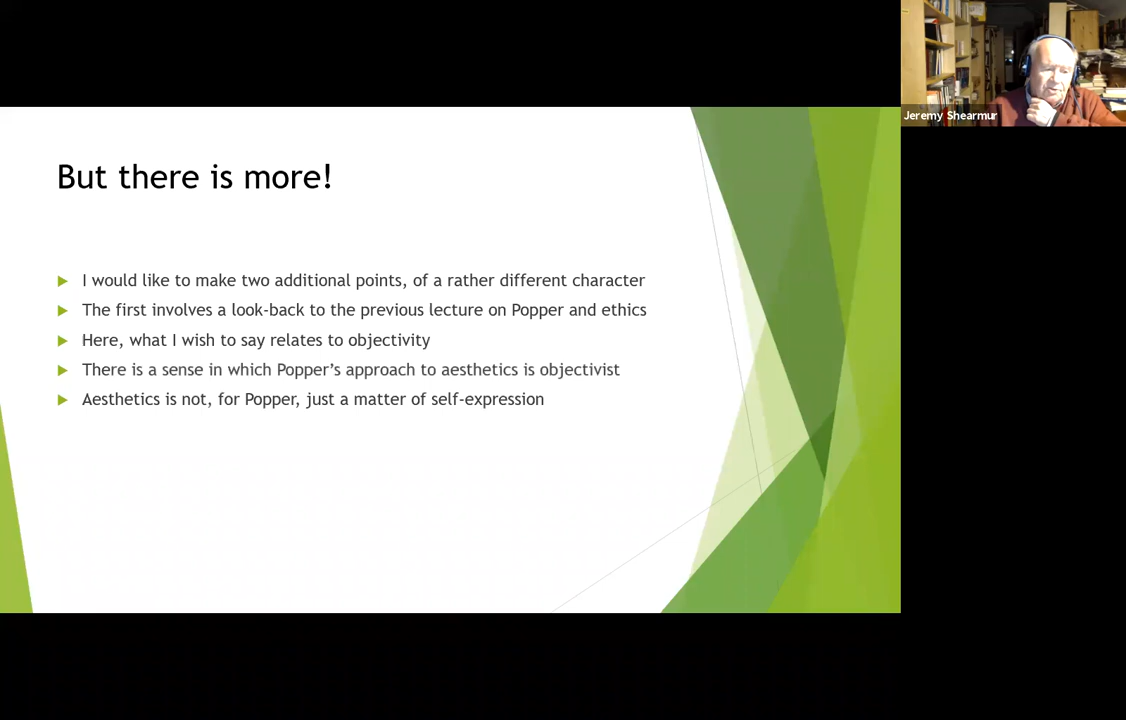 Jeremy Shearmur
But there is more!
I would like to make two additional points, of a rather different character
The first involves a look-back to the previous lecture on Popper and ethics
Here, what I wish to say relates to objectivity
There is a sense in which Popper's approach to aesthetics is objectivist
Aesthetics is not, for Popper, just a matter of self-expression